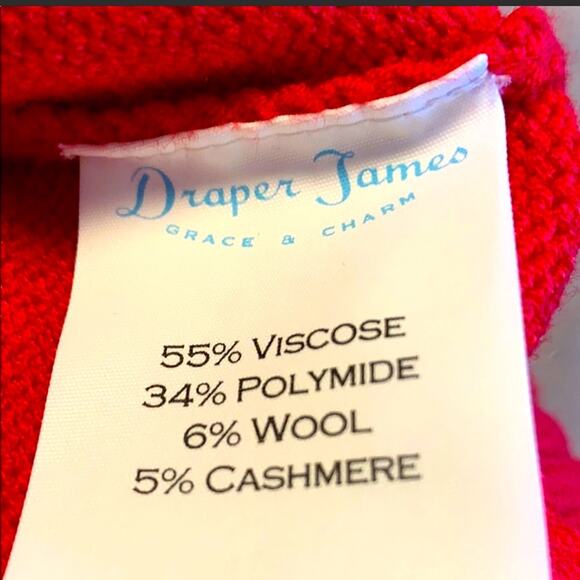 Draper James
GRACE & CHARM
55% VISCOSE
34% POLYMIDE
6% WOOL
5% CASHMERE